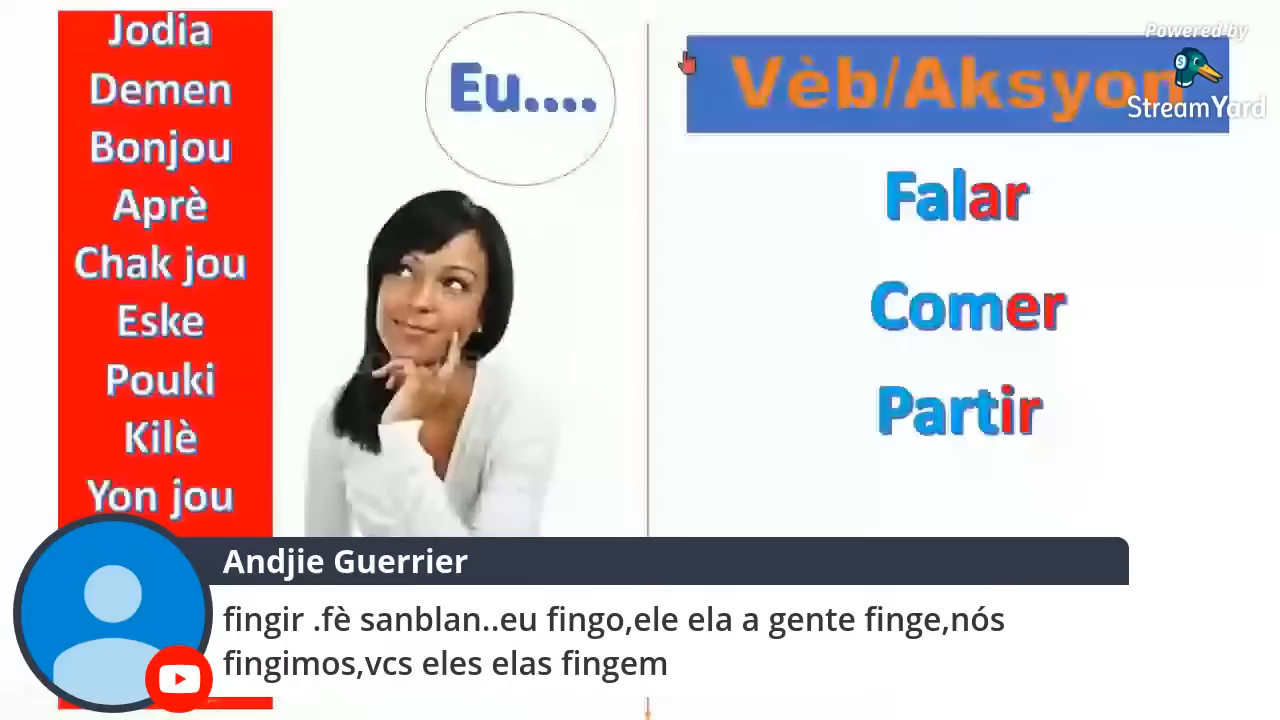 Jodia
Demen
Bonjou
Aprè
Chak jou
Eske
Pouki
Kilè
Yon jou
Eu....
Vèb/Aksyon
Powered by
StreamYard
Falar
Comer
Partir
Andjie Guerrier
fingir .fè sanblan..eu fingo,ele ela a gente finge,nós
fingimos,vcs eles elas fingem